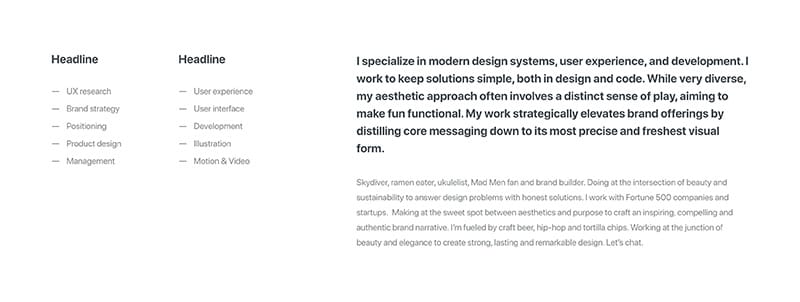 Headline
— UX research
— Brand strategy
— Positioning
— Product design
— Management
Headline
— User experience
— User interface
— Development
— Illustration
— Motion & Video
I specialize in modern design systems, user experience, and development. I
work to keep solutions simple, both in design and code. While very diverse,
my aesthetic approach often involves a distinct sense of play, aiming to
make fun functional. My work strategically elevates brand offerings by
distilling core messaging down to its most precise and freshest visual
form.
Skydiver, ramen eater, ukulelist, Mad Men fan and brand builder. Doing at the intersection of beauty and
sustainability to answer design problems with honest solutions. I work with Fortune 500 companies and
startups.  Making at the sweet spot between aesthetics and purpose to craft an inspiring, compelling and
authentic brand narrative. I'm fueled by craft beer, hip-hop and tortilla chips. Working at the junction of
beauty and elegance to create strong, lasting and remarkable design. Let's chat.